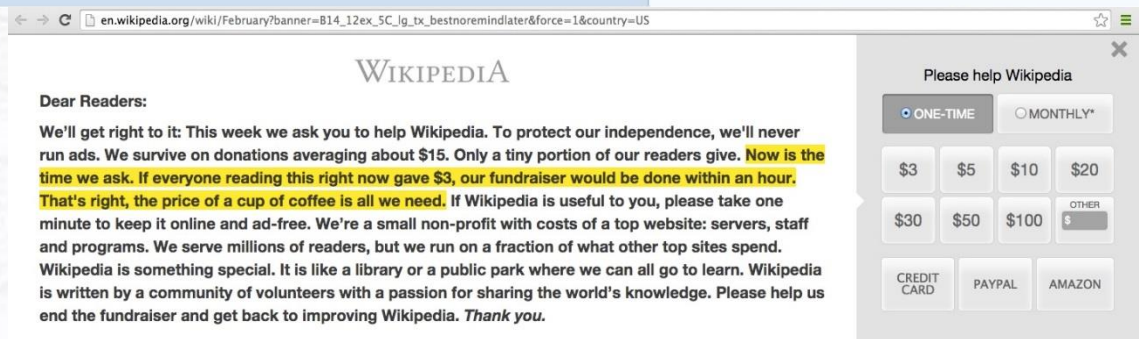 en.wikipedia.org/wiki/February?banner=B14_12ex_5C_lg_tx_bestnoremindlater&force=1&country=US
WIKIPEDIA
Dear Readers:
We'll get right to it: This week we ask you to help Wikipedia. To protect our independence, we'll never
run ads. We survive on donations averaging about $15. Only a tiny portion of our readers give. Now is the
time we ask. If everyone reading this right now gave $3, our fundraiser would be done within an hour.
That's right, the price of a cup of coffee is all we need. If Wikipedia is useful to you, please take one
minute to keep it online and ad-free. We're a small non-profit with costs of a top website: servers, staff
and programs. We serve millions of readers, but we run on a fraction of what other top sites spend.
Wikipedia is something special. It is like a library or a public park where we can all go to learn. Wikipedia
is written by a community of volunteers with a passion for sharing the world's knowledge. Please help us
end the fundraiser and get back to improving Wikipedia. Thank you.
Please help Wikipedia
ONE-TIME MONTHLY*
$3 $5 $10 $20
OTHER
$30 $50 $100 $
CREDIT
CARD PAYPAL AMAZON